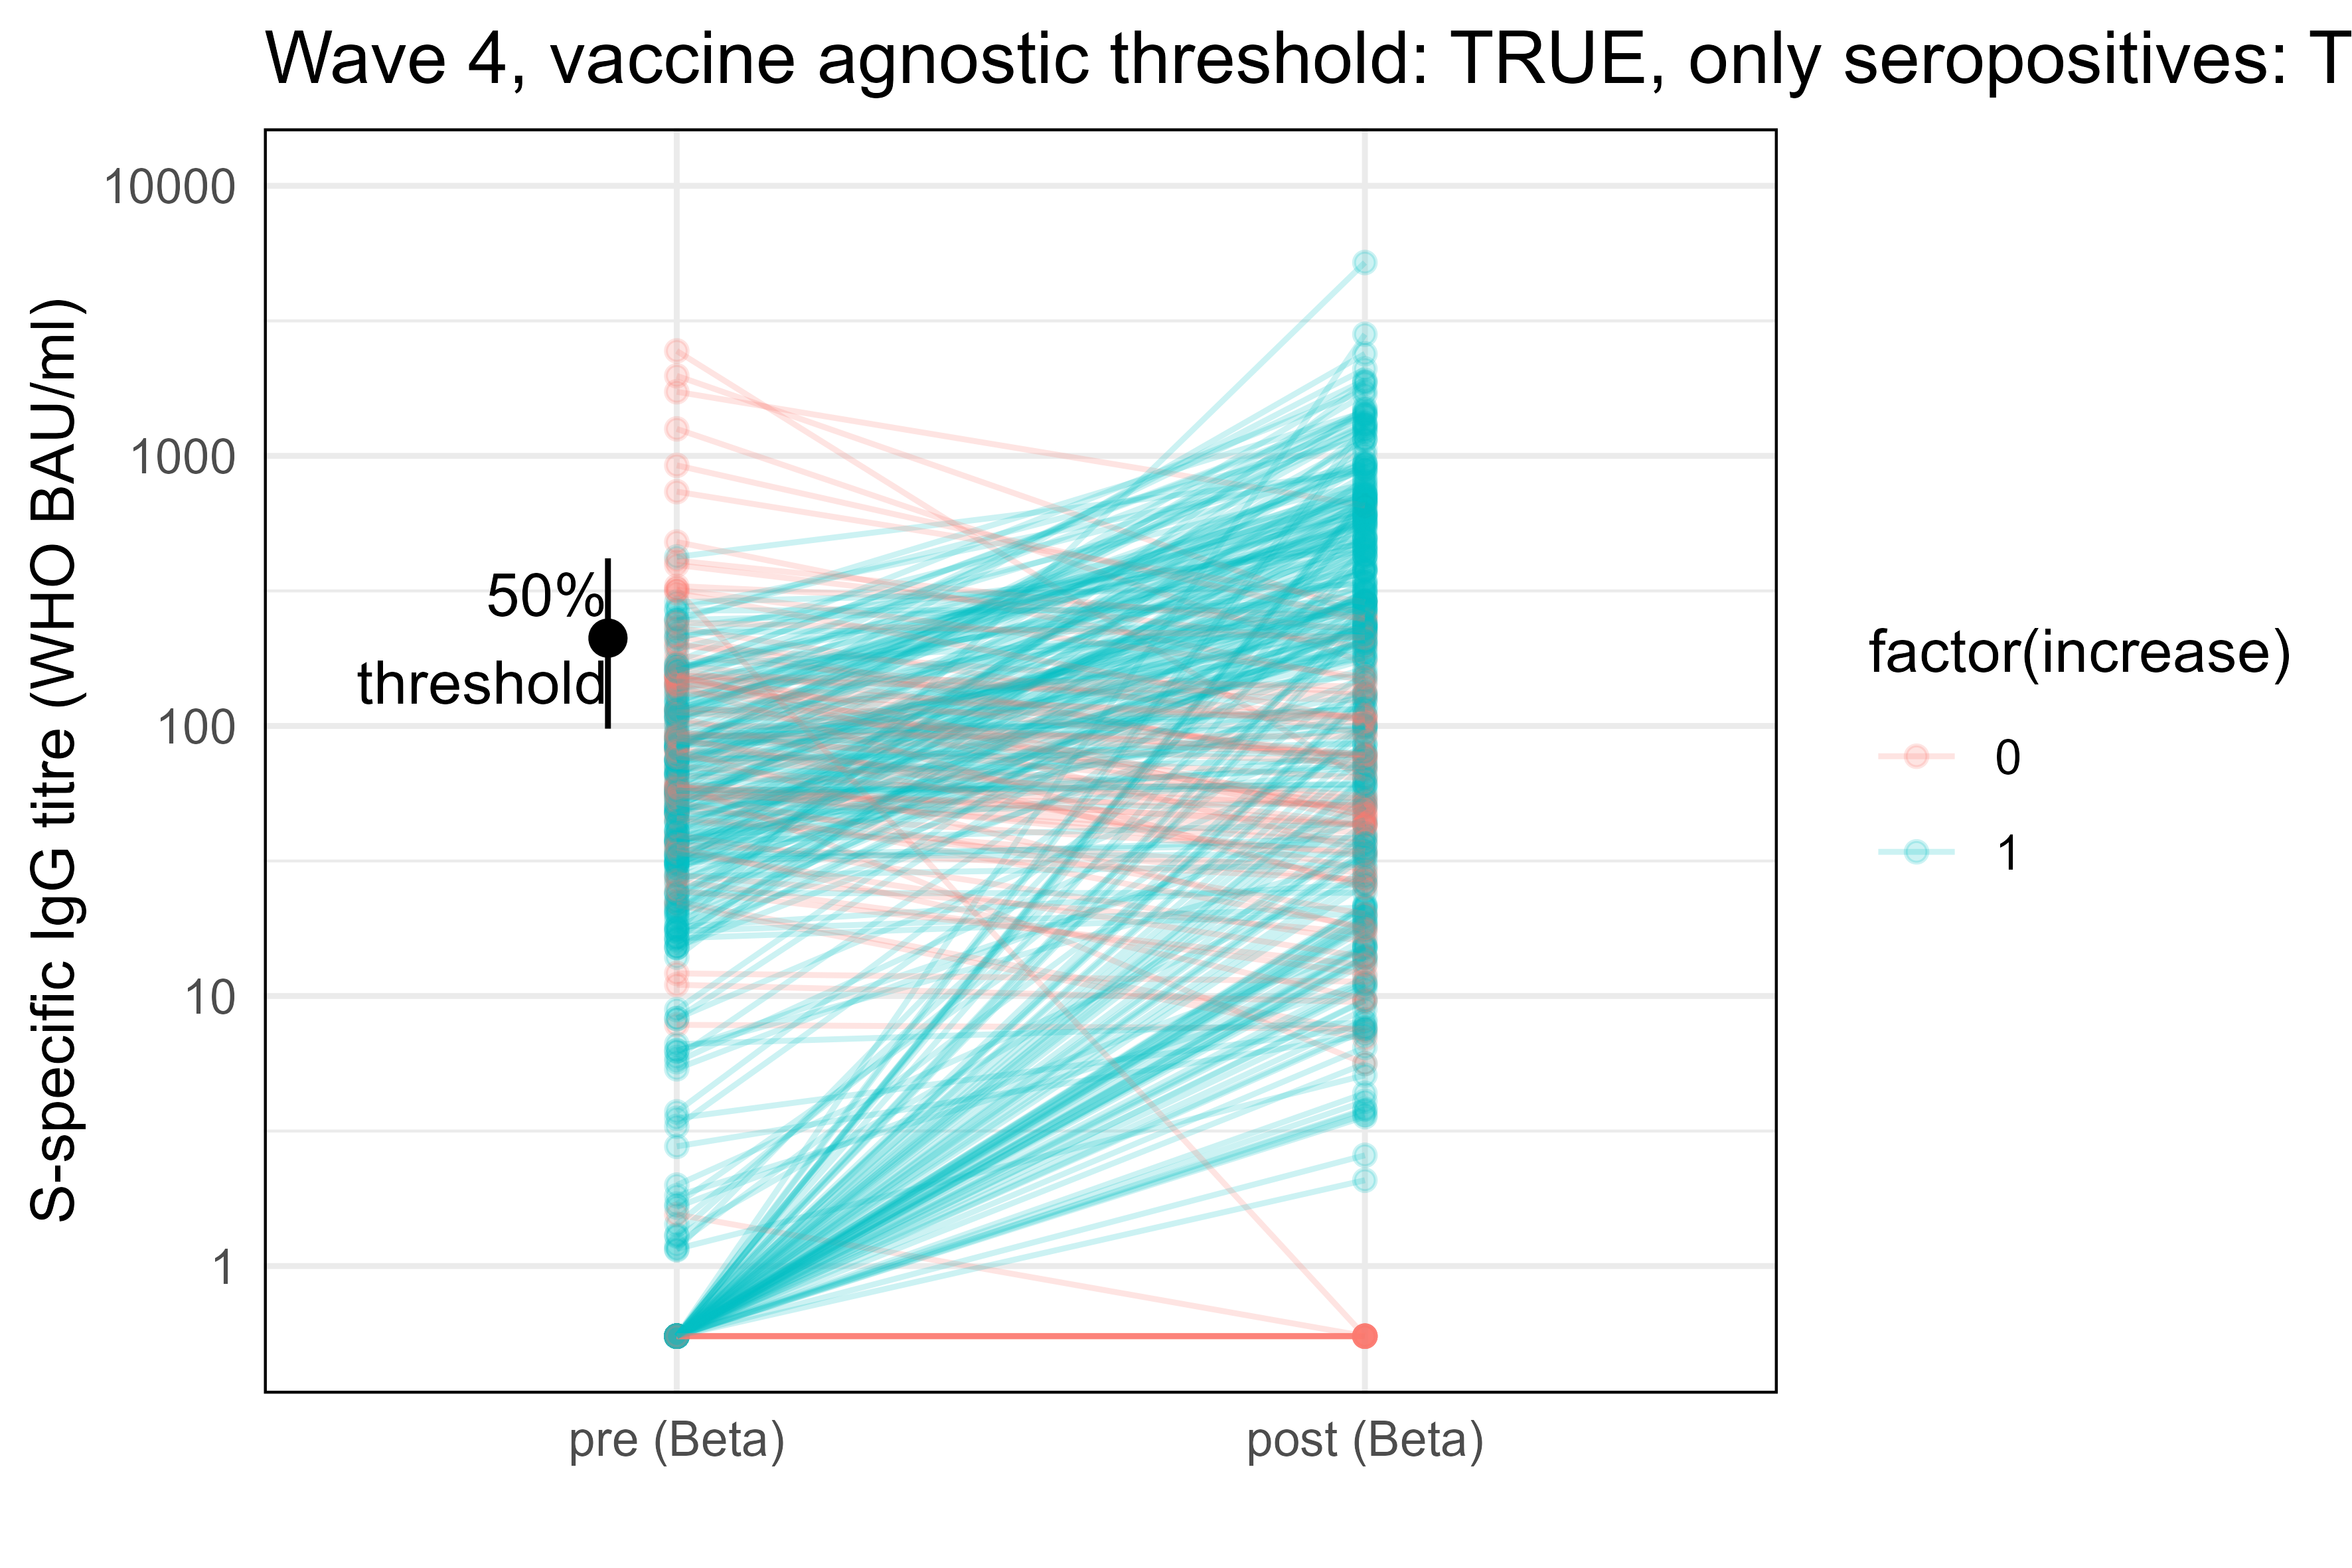 Wave 4, vaccine agnostic threshold: TRUE, only seropositives: T
S-specific IgG titre (WHO BAU/ml)
10000
1000
100
10
1
50%
threshold
pre (Beta)
post (Beta)
factor(increase)
0
1